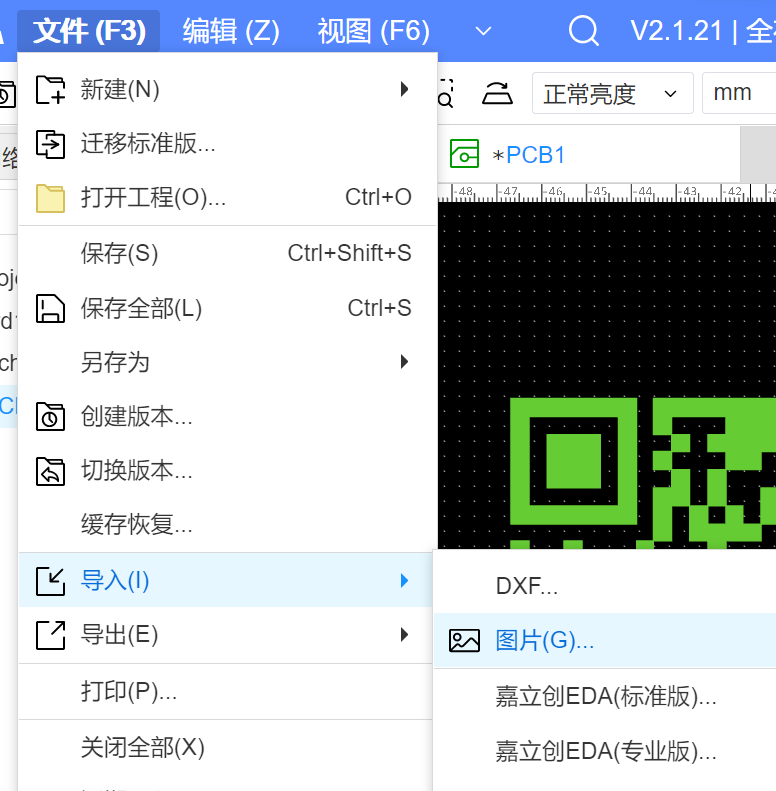 文件 (F3) 编辑 (Z) 视图 (F6) V2.1.21 | 全
新建(N)
正常亮度 mm
迁移标准版...
*PCB1
打开工程(O)... Ctrl+O
-48 -47 -46 -45 -44 -43 -42
保存(S) Ctrl+Shift+S
保存全部(L) Ctrl+S
另存为
创建版本...
切换版本...
缓存恢复...
导入(I)
DXF...
导出(E)
图片(G)...
打印(P)...
嘉立创EDA(标准版)...
关闭全部(X)
嘉立创EDA(专业版)...